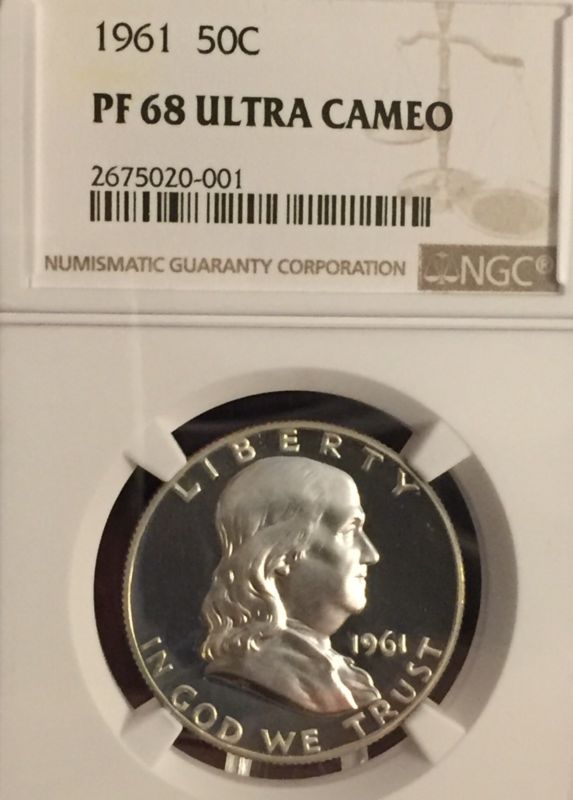 1961 50C
PF 68 ULTRA CAMEO
2675020-001
NUMISMATIC GUARANTY CORPORATION
NGC®
LIBERTY
1961
IN GOD WE TRUST